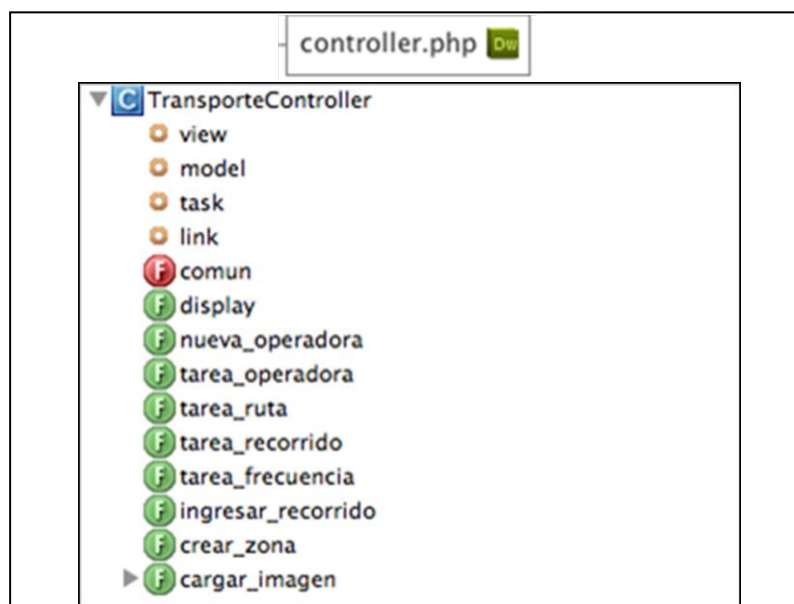 controller.php Dw
C TransporteController
view
model
task
link
F comun
F display
F nueva_operadora
F tarea_operadora
F tarea_ruta
F tarea_recorrido
F tarea_frecuencia
F ingresar_recorrido
F crear_zona
F cargar_imagen